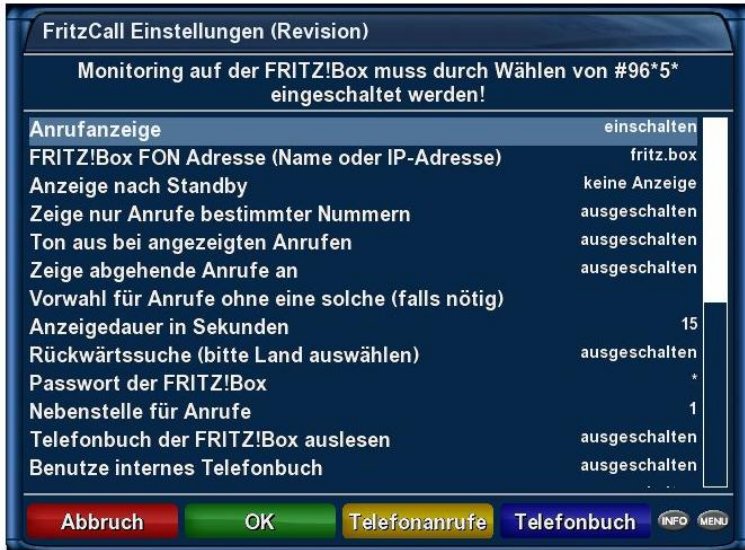 FritzCall Einstellungen (Revision)
Monitoring auf der FRITZ!Box muss durch Wählen von #96*5*
eingeschaltet werden!
Anrufanzeige einschalten
FRITZ!Box FON Adresse (Name oder IP-Adresse) fritz.box
Anzeige nach Standby keine Anzeige
Zeige nur Anrufe bestimmter Nummern ausgeschalten
Ton aus bei angezeigten Anrufen ausgeschalten
Zeige abgehende Anrufe an ausgeschalten
Vorwahl für Anrufe ohne eine solche (falls nötig)
Anzeigedauer in Sekunden 15
Rückwärtssuche (bitte Land auswählen) ausgeschalten
Passwort der FRITZ!Box *
Nebenstelle für Anrufe 1
Telefonbuch der FRITZ!Box auslesen ausgeschalten
Benutze internes Telefonbuch ausgeschalten
Abbruch OK Telefonanrufe Telefonbuch INFO MENU